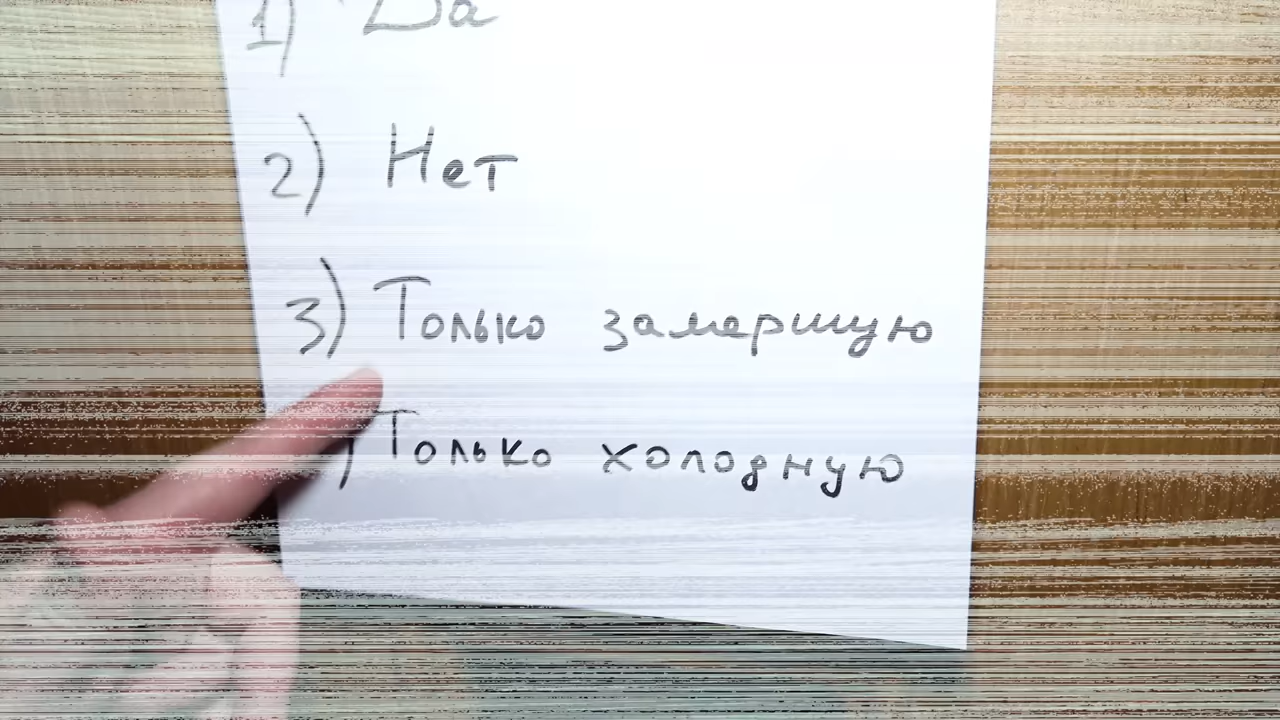 1) Да
2) Нет
3) Только замершую
) Только холодную